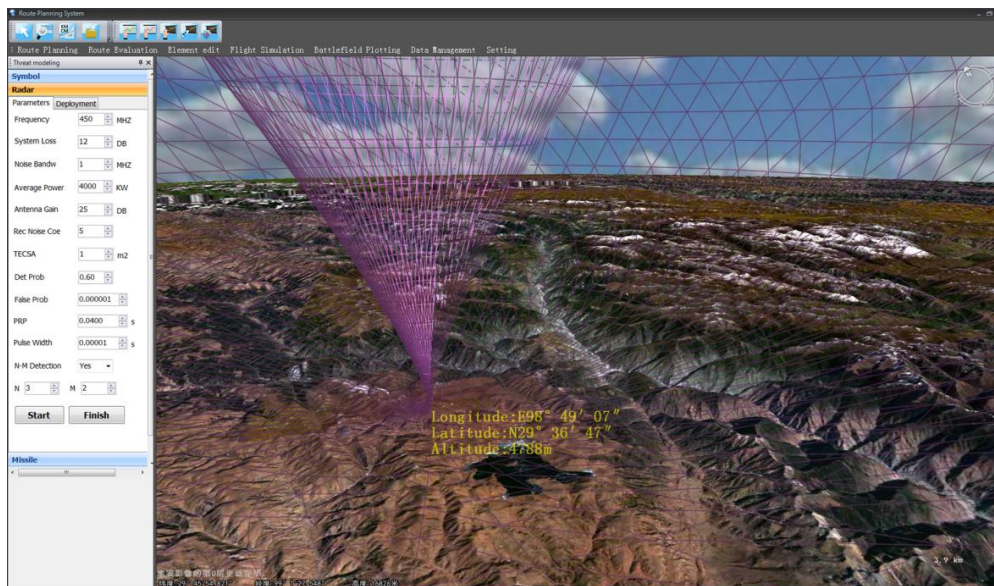 Route Planning System
Route Planning Route Evaluation Element edit Flight Simulation Battlefield Plotting Data Management Setting
Threat modeling
Symbol
Radar
Parameters Deployment
Frequency 450 MHZ
System Loss 12 DB
Noise Bandw 1 MHZ
Average Power 4000 KW
Antenna Gain 25 DB
Rec Noise Coe 5
TECSA 1 m2
Det Prob 0.60
False Prob 0.000001
PRP 0.0400 s
Pulse Width 0.00001 s
N-M Detection Yes
N 3 M 2
Start Finish
Longitude:E98° 49′ 07″
Latitude:N29° 36′ 47″
Altitude:4788m
Missile